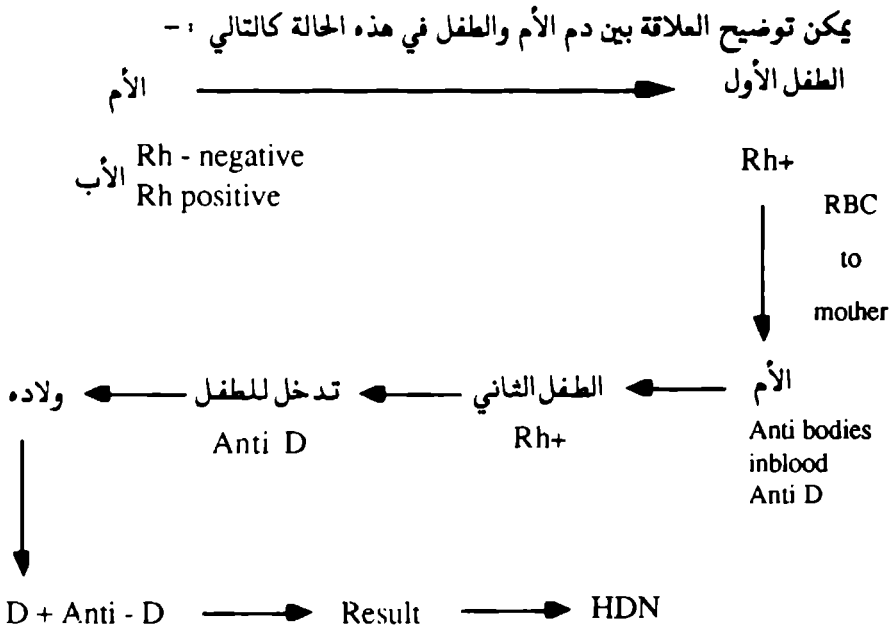 يمكن توضيح العلاقة بين دم الأم والطفل في هذه الحالة كالتالي : -
الأم
الطفل الأول
الأب
Rh - negative
Rh positive
Rh+
RBC
to
mother
الأم
Anti bodies
inblood
Anti D
الطفل الثاني
Rh+
تدخل للطفل
Anti D
ولاده
D + Anti - D
Result
HDN